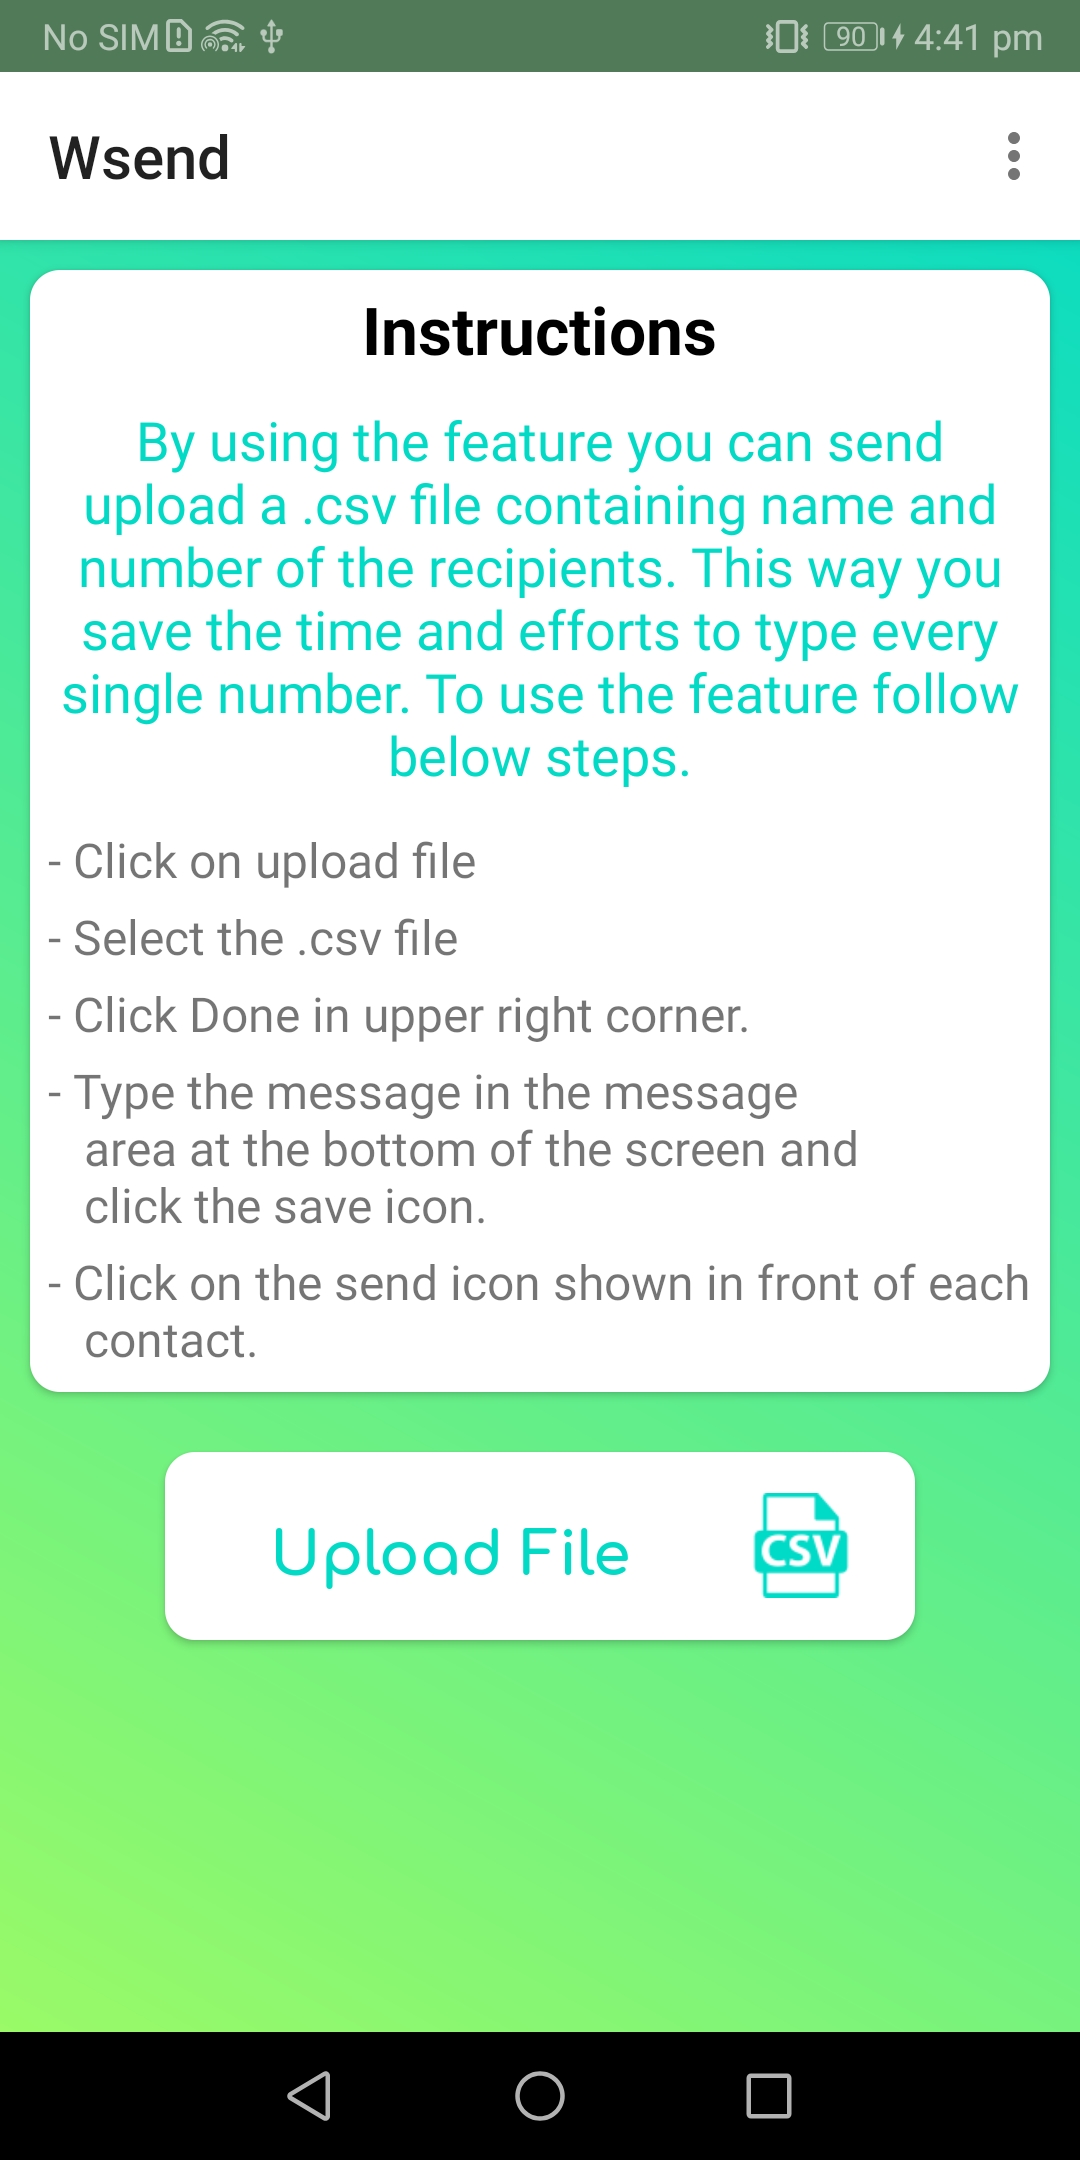 No SIM 90 4:41 pm
Wsend
Instructions
By using the feature you can send
upload a .csv file containing name and
number of the recipients. This way you
save the time and efforts to type every
single number. To use the feature follow
below steps.
- Click on upload file
- Select the .csv file
- Click Done in upper right corner.
- Type the message in the message
area at the bottom of the screen and
click the save icon.
- Click on the send icon shown in front of each
contact.
Upload File CSV